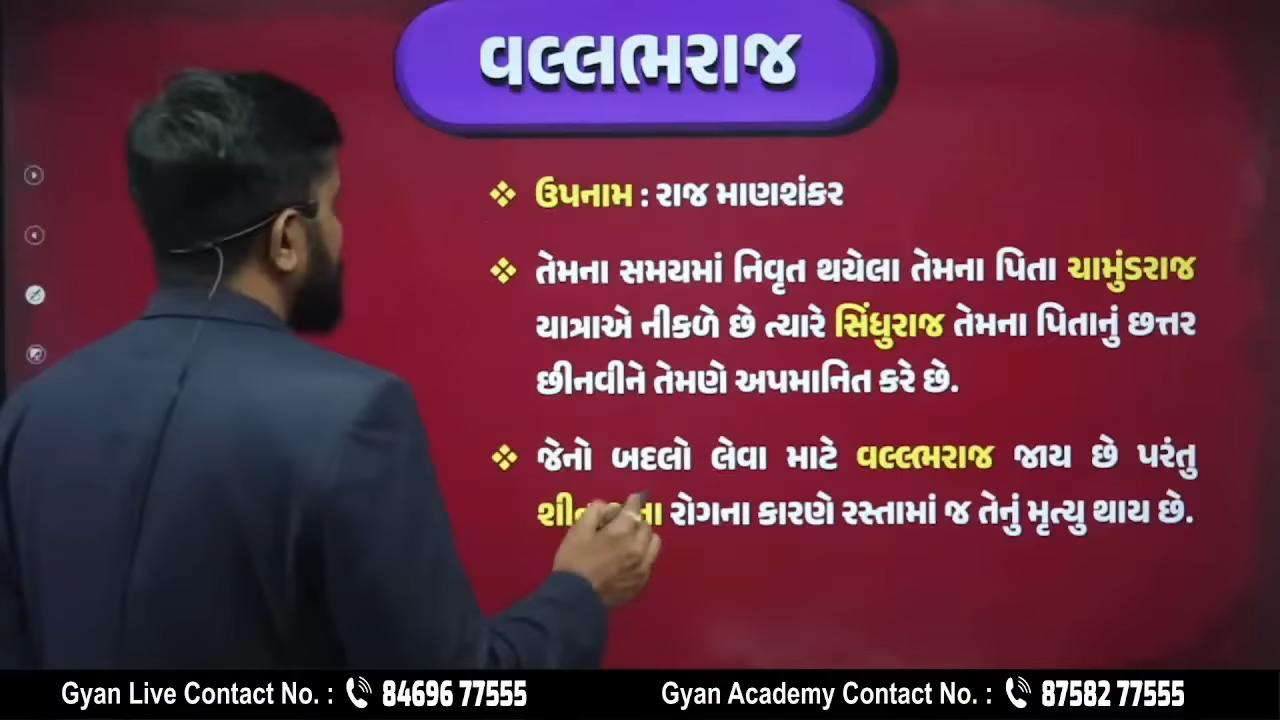 વલ્લભરાજ
❖ ઉપનામ : રાજ માણશંકર
❖ તેમના સમયમાં નિવૃત થયેલા તેમના પિતા ચામુંડરાજ
યાત્રાએ નીકળે છે ત્યારે સિંધુરાજ તેમના પિતાનું છત્તર
છીનવીને તેમણે અપમાનિત કરે છે.
❖ જેનો બદલો લેવા માટે વલ્લભરાજ જાય છે પરંતુ
રોગના કારણે રસ્તામાં જ તેનું મૃત્યુ થાય છે.
Gyan Live Contact No. : 84696 77555
Gyan Academy Contact No. : 87582 77555